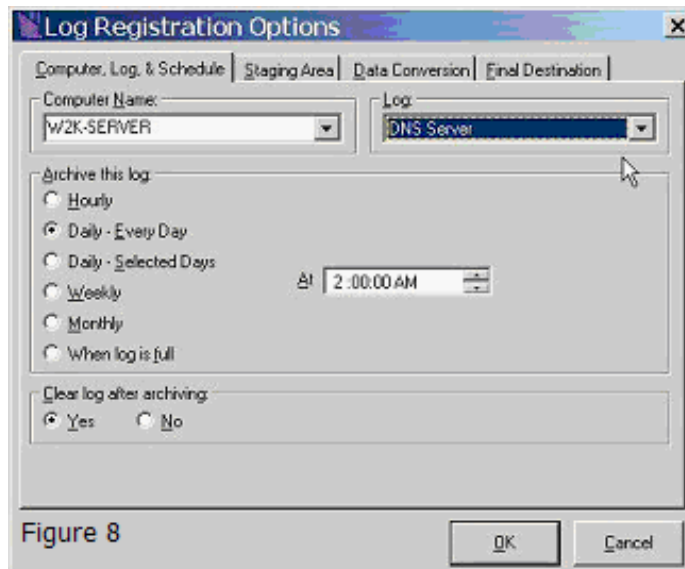 Log Registration Options
Computer, Log, & Schedule Staging Area Data Conversion Final Destination
Computer Name: Log:
W2K-SERVER DNS Server
Archive this log:
Hourly
Daily - Every Day
Daily - Selected Days
At 2:00:00 AM
Weekly
Monthly
When log is full
Clear log after archiving:
Yes No
Figure 8
OK Cancel